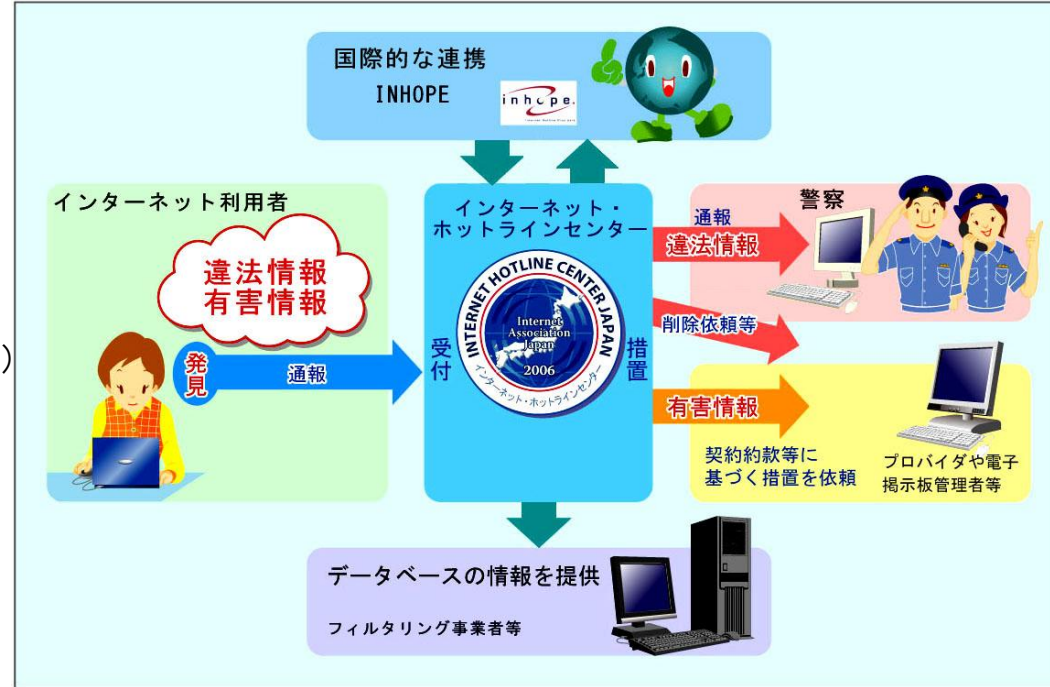 国際的な連携
INHOPE
inhope.
インターネット利用者
違法情報
有害情報
発見
通報
インターネット・
ホットラインセンター
受付
INTERNET HOTLINE CENTER JAPAN
Internet
Association
Japan
2006
インターネット・ホットラインセンター
措置
警察
通報
違法情報
削除依頼等
有害情報
契約約款等に
基づく措置を依頼
プロバイダや電子
掲示板管理者等
データベースの情報を提供
フィルタリング事業者等
)